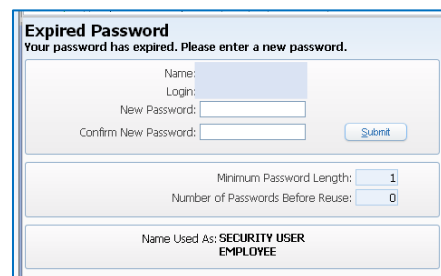 Expired Password
Your password has expired. Please enter a new password.
Name:
Login:
New Password:
Confirm New Password:
Submit
Minimum Password Length: 1
Number of Passwords Before Reuse: 0
Name Used As: SECURITY USER
EMPLOYEE